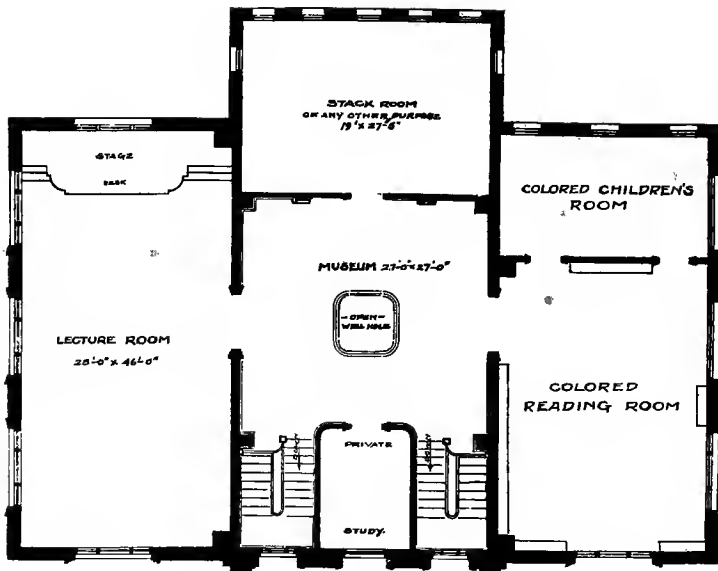 STACK ROOM
OR ANY OTHER PURPOSE
19'x 27'-6"
STAGE
DESK
COLORED CHILDREN'S
ROOM
MUSEUM 27'-0"x 27'-0"
-OPEN-
WELL HOLE
LECTURE ROOM
28'-0" x 46'-0"
COLORED
READING ROOM
PRIVATE
STUDY.